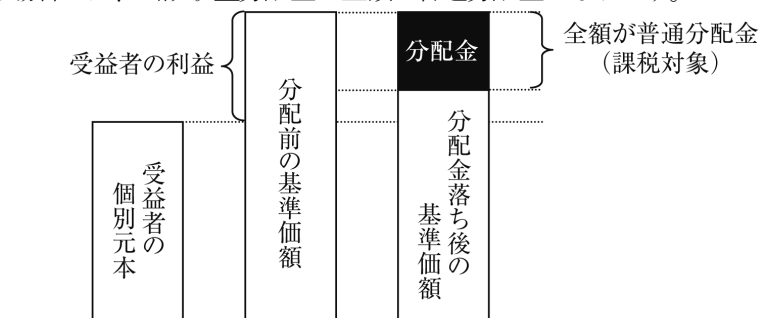 受益者の利益
分配金
全額が普通分配金
(課税対象)
受益者の
個別元本
分配前の基準価額
分配金落ち後の
基準価額